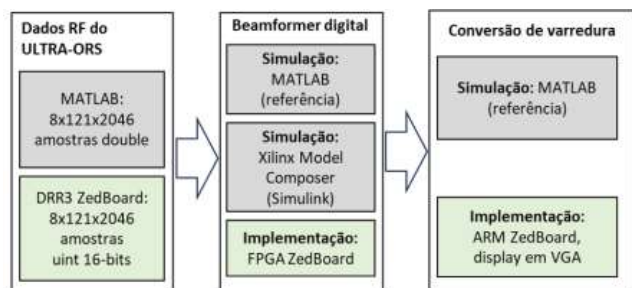 Dados RF do
ULTRA-ORS
MATLAB:
8x121x2046
amostras double
DRR3 ZedBoard:
8x121x2046
amostras
uint 16-bits
Beamformer digital
Simulação:
MATLAB
(referência)
Simulação:
Xilinx Model
Composer
(Simulink)
Implementação:
FPGA ZedBoard
Conversão de varredura
Simulação: MATLAB
(referência)
Implementação:
ARM ZedBoard,
display em VGA